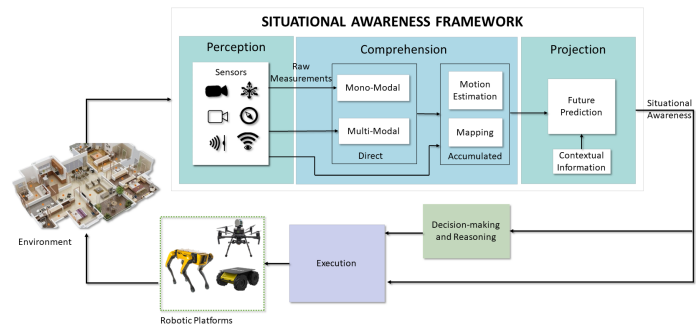 SITUATIONAL AWARENESS FRAMEWORK
Perception
Comprehension
Projection
Sensors
Raw
Measurements
Mono-Modal
Multi-Modal
Direct
Motion
Estimation
Mapping
Accumulated
Future
Prediction
Contextual
Information
Situational
Awareness
Environment
Decision-making
and Reasoning
Execution
Robotic Platforms